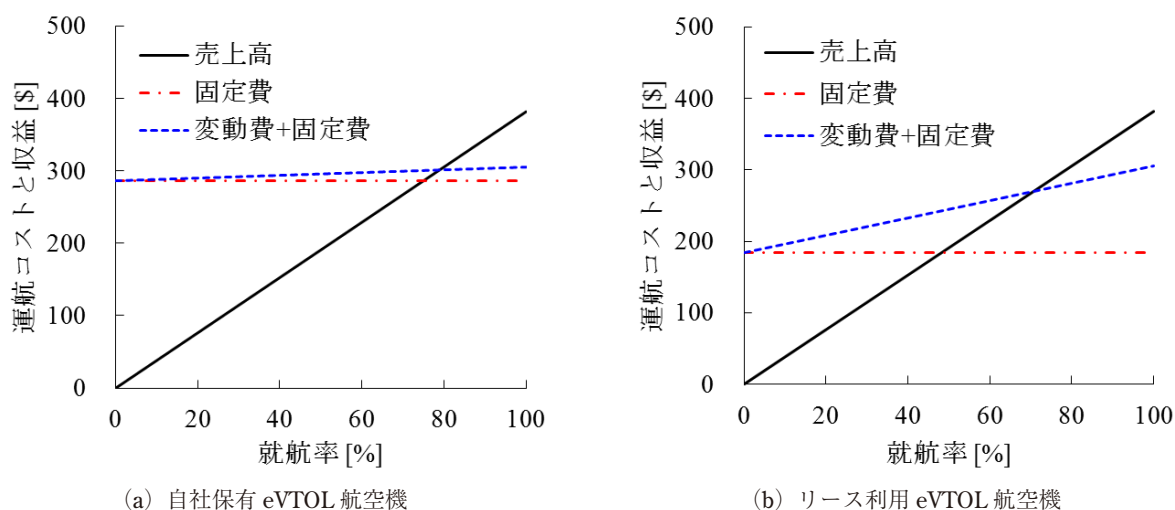 運航コストと収益 [$]
500
400
300
200
100
0
売上高
固定費
変動費+固定費
0 20 40 60 80 100
就航率 [%]
(a) 自社保有 eVTOL 航空機
運航コストと収益 [$]
500
400
300
200
100
0
売上高
固定費
変動費+固定費
0 20 40 60 80 100
就航率 [%]
(b) リース利用 eVTOL 航空機